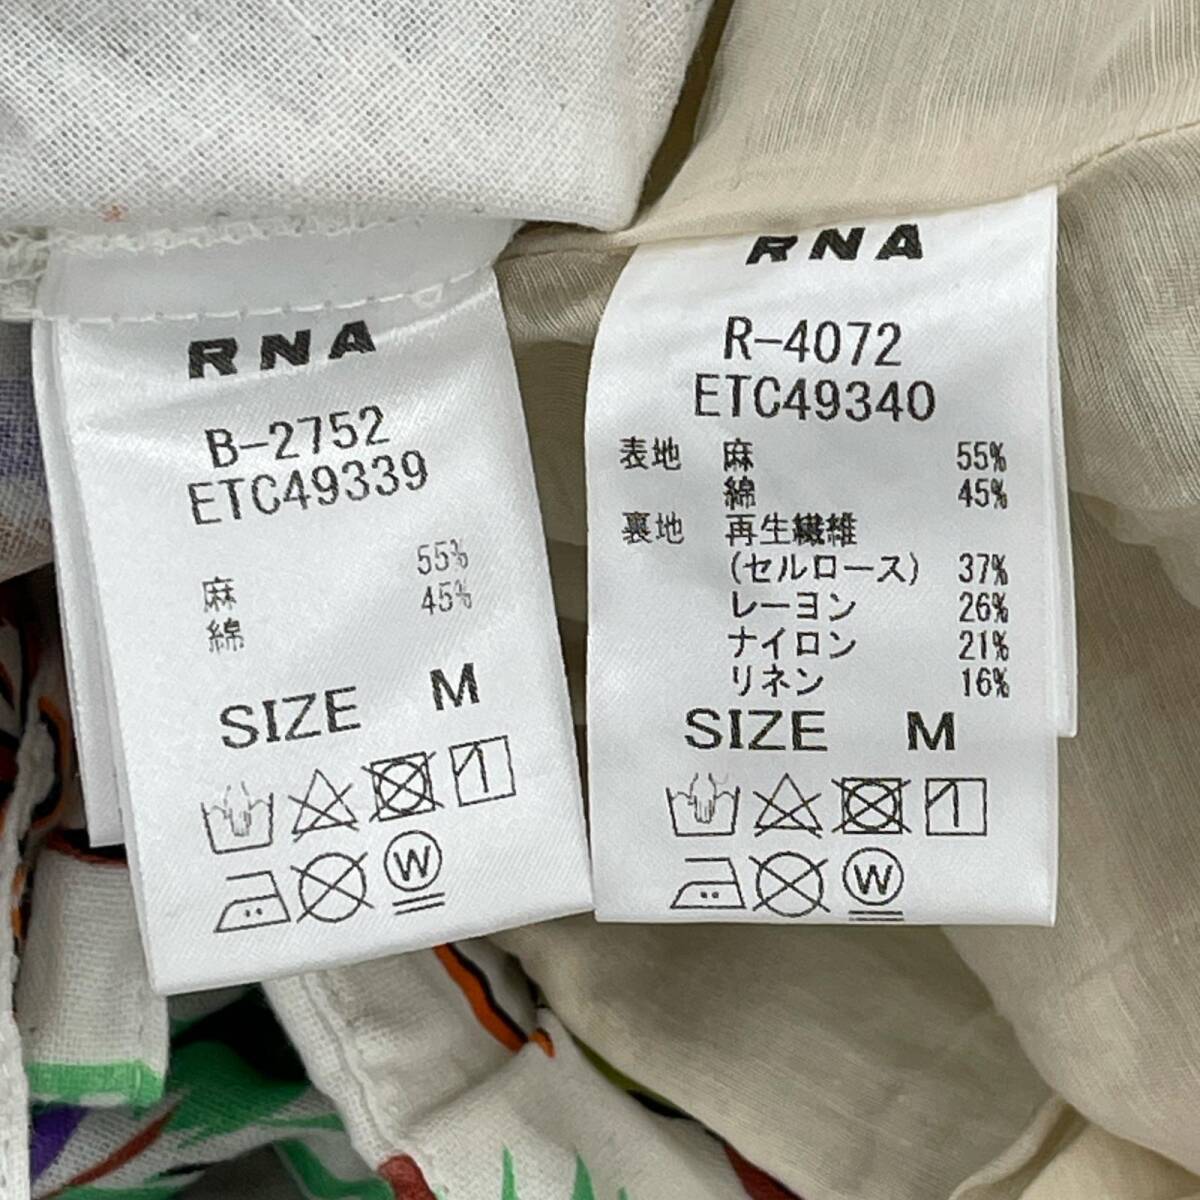 RNA
B-2752
ETC49339
麻 55%
綿 45%
SIZE M
W
RNA
R-4072
ETC49340
表地 麻 55%
綿 45%
裏地 再生繊維
(セルロース) 37%
レーヨン 26%
ナイロン 21%
リネン 16%
SIZE M
W